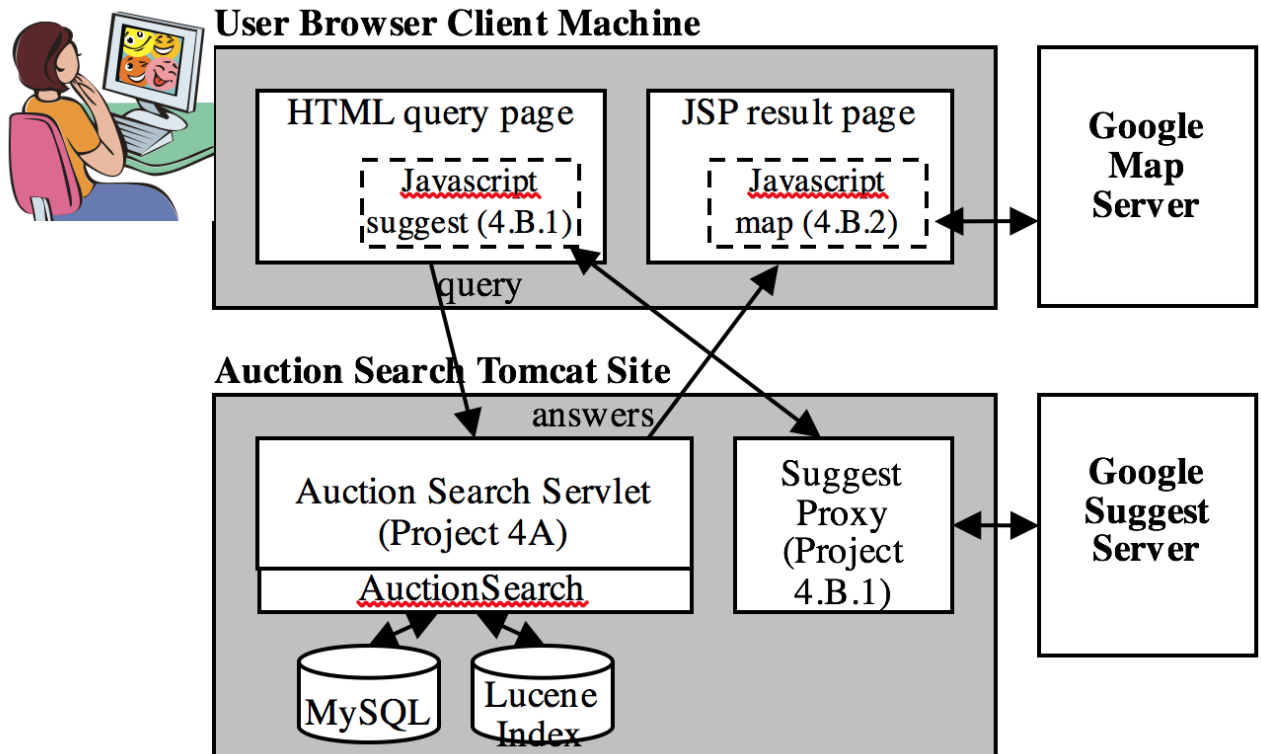 User Browser Client Machine
HTML query page
Javascript
suggest (4.B.1)
JSP result page
Javascript
map (4.B.2)
Google
Map
Server
query
Auction Search Tomcat Site
answers
Auction Search Servlet
(Project 4A)
AuctionSearch
MySQL
Lucene
Index
Suggest
Proxy
(Project
4.B.1)
Google
Suggest
Server